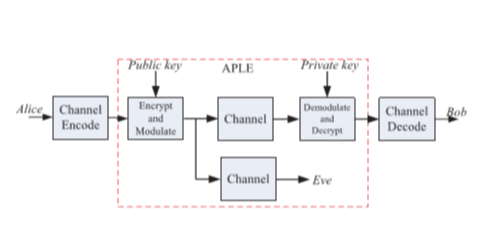 Public key
APLE
Private key
Alice
Channel
Encode
Encrypt
and
Modulate
Channel
Demodulate
and
Decrypt
Channel
Decode
Bob
Channel
Eve